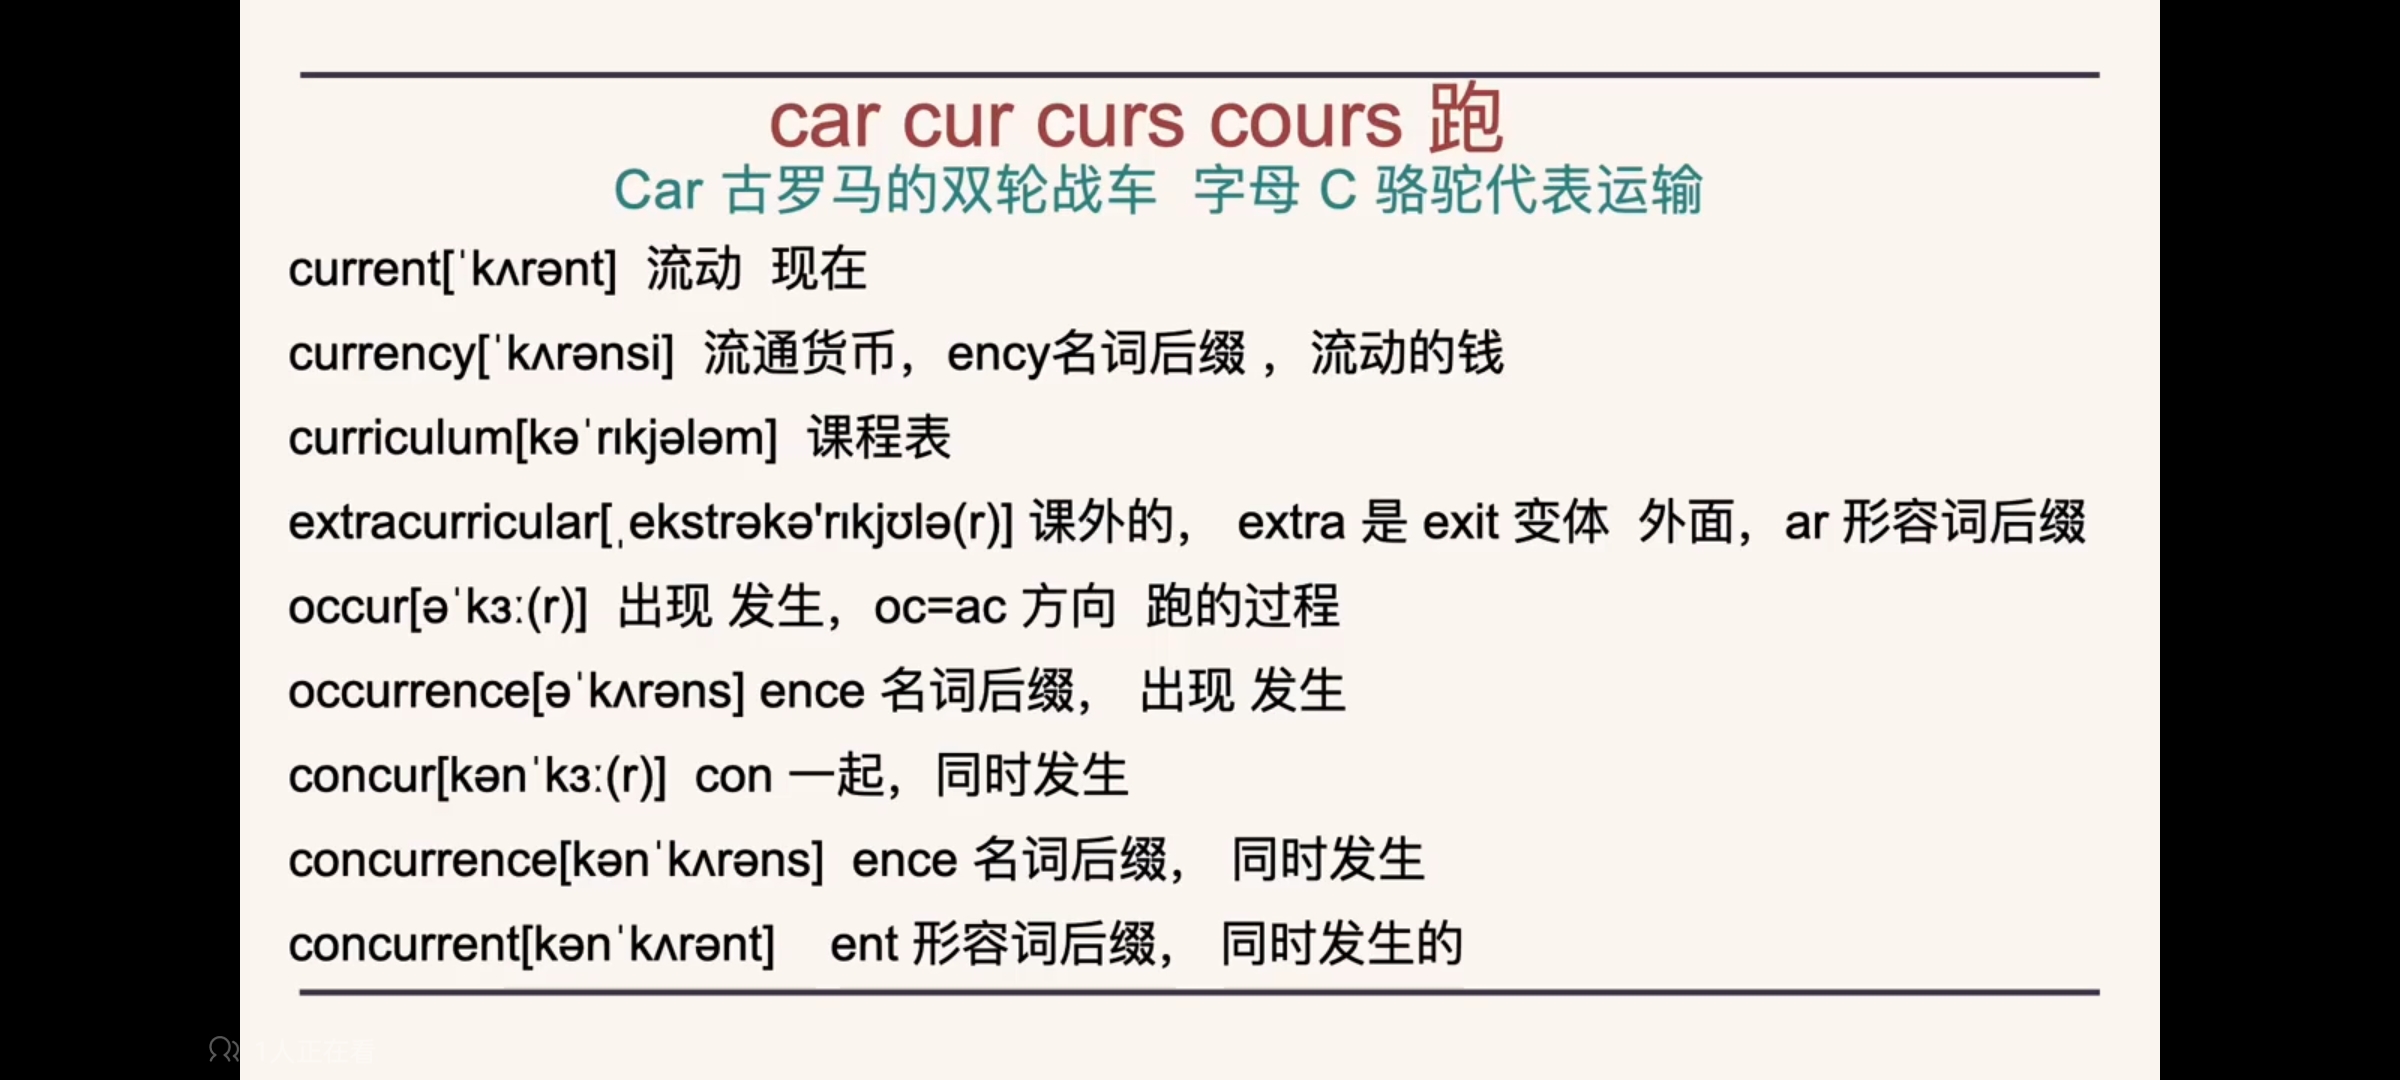 car cur curs cours 跑
Car 古罗马的双轮战车 字母 C 骆驼代表运输
current[ˈkʌrənt] 流动 现在
currency[ˈkʌrənsi] 流通货币，ency名词后缀 ，流动的钱
curriculum[kəˈrɪkjələm] 课程表
extracurricular[ˌekstrəkə'rɪkjʊlə(r)] 课外的， extra 是 exit 变体 外面，ar 形容词后缀
occur[əˈkɜː(r)] 出现 发生，oc=ac 方向 跑的过程
occurrence[əˈkʌrəns] ence 名词后缀， 出现 发生
concur[kənˈkɜː(r)] con 一起，同时发生
concurrence[kənˈkʌrəns] ence 名词后缀， 同时发生
concurrent[kənˈkʌrənt] ent 形容词后缀， 同时发生的
1人正在看